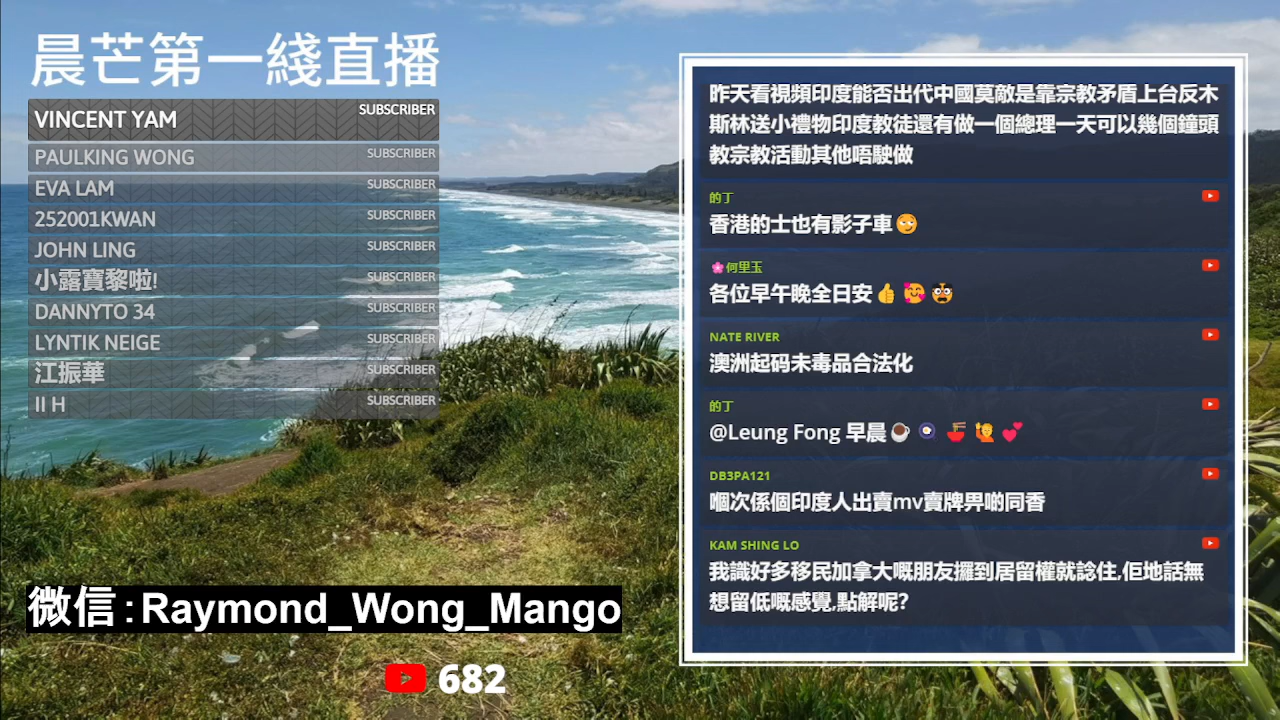 晨芒第一綫直播
VINCENT YAM SUBSCRIBER
PAULKING WONG SUBSCRIBER
EVA LAM SUBSCRIBER
252001KWAN SUBSCRIBER
JOHN LING SUBSCRIBER
小露寶黎啦! SUBSCRIBER
DANNYTO 34 SUBSCRIBER
LYNTIK NEIGE SUBSCRIBER
江振華 SUBSCRIBER
II H SUBSCRIBER
微信:Raymond_Wong_Mango
682
昨天看視頻印度能否出代中國莫敵是靠宗教矛盾上台反木
斯林送小禮物印度教徒還有做一個總理一天可以幾個鐘頭
教宗教活動其他唔駛做
的丁
香港的士也有影子車🙄
🌸何里玉
各位早午晚全日安👍🥰🥸
NATE RIVER
澳洲起码未毒品合法化
的丁
@Leung Fong 早晨☕🍳🍜🙋💕
DB3PA121
嗰次係個印度人出賣mv賣牌畀啲同香
KAM SHING LO
我識好多移民加拿大嘅朋友攞到居留權就諗住,佢地話無
想留低嘅感覺,點解呢?